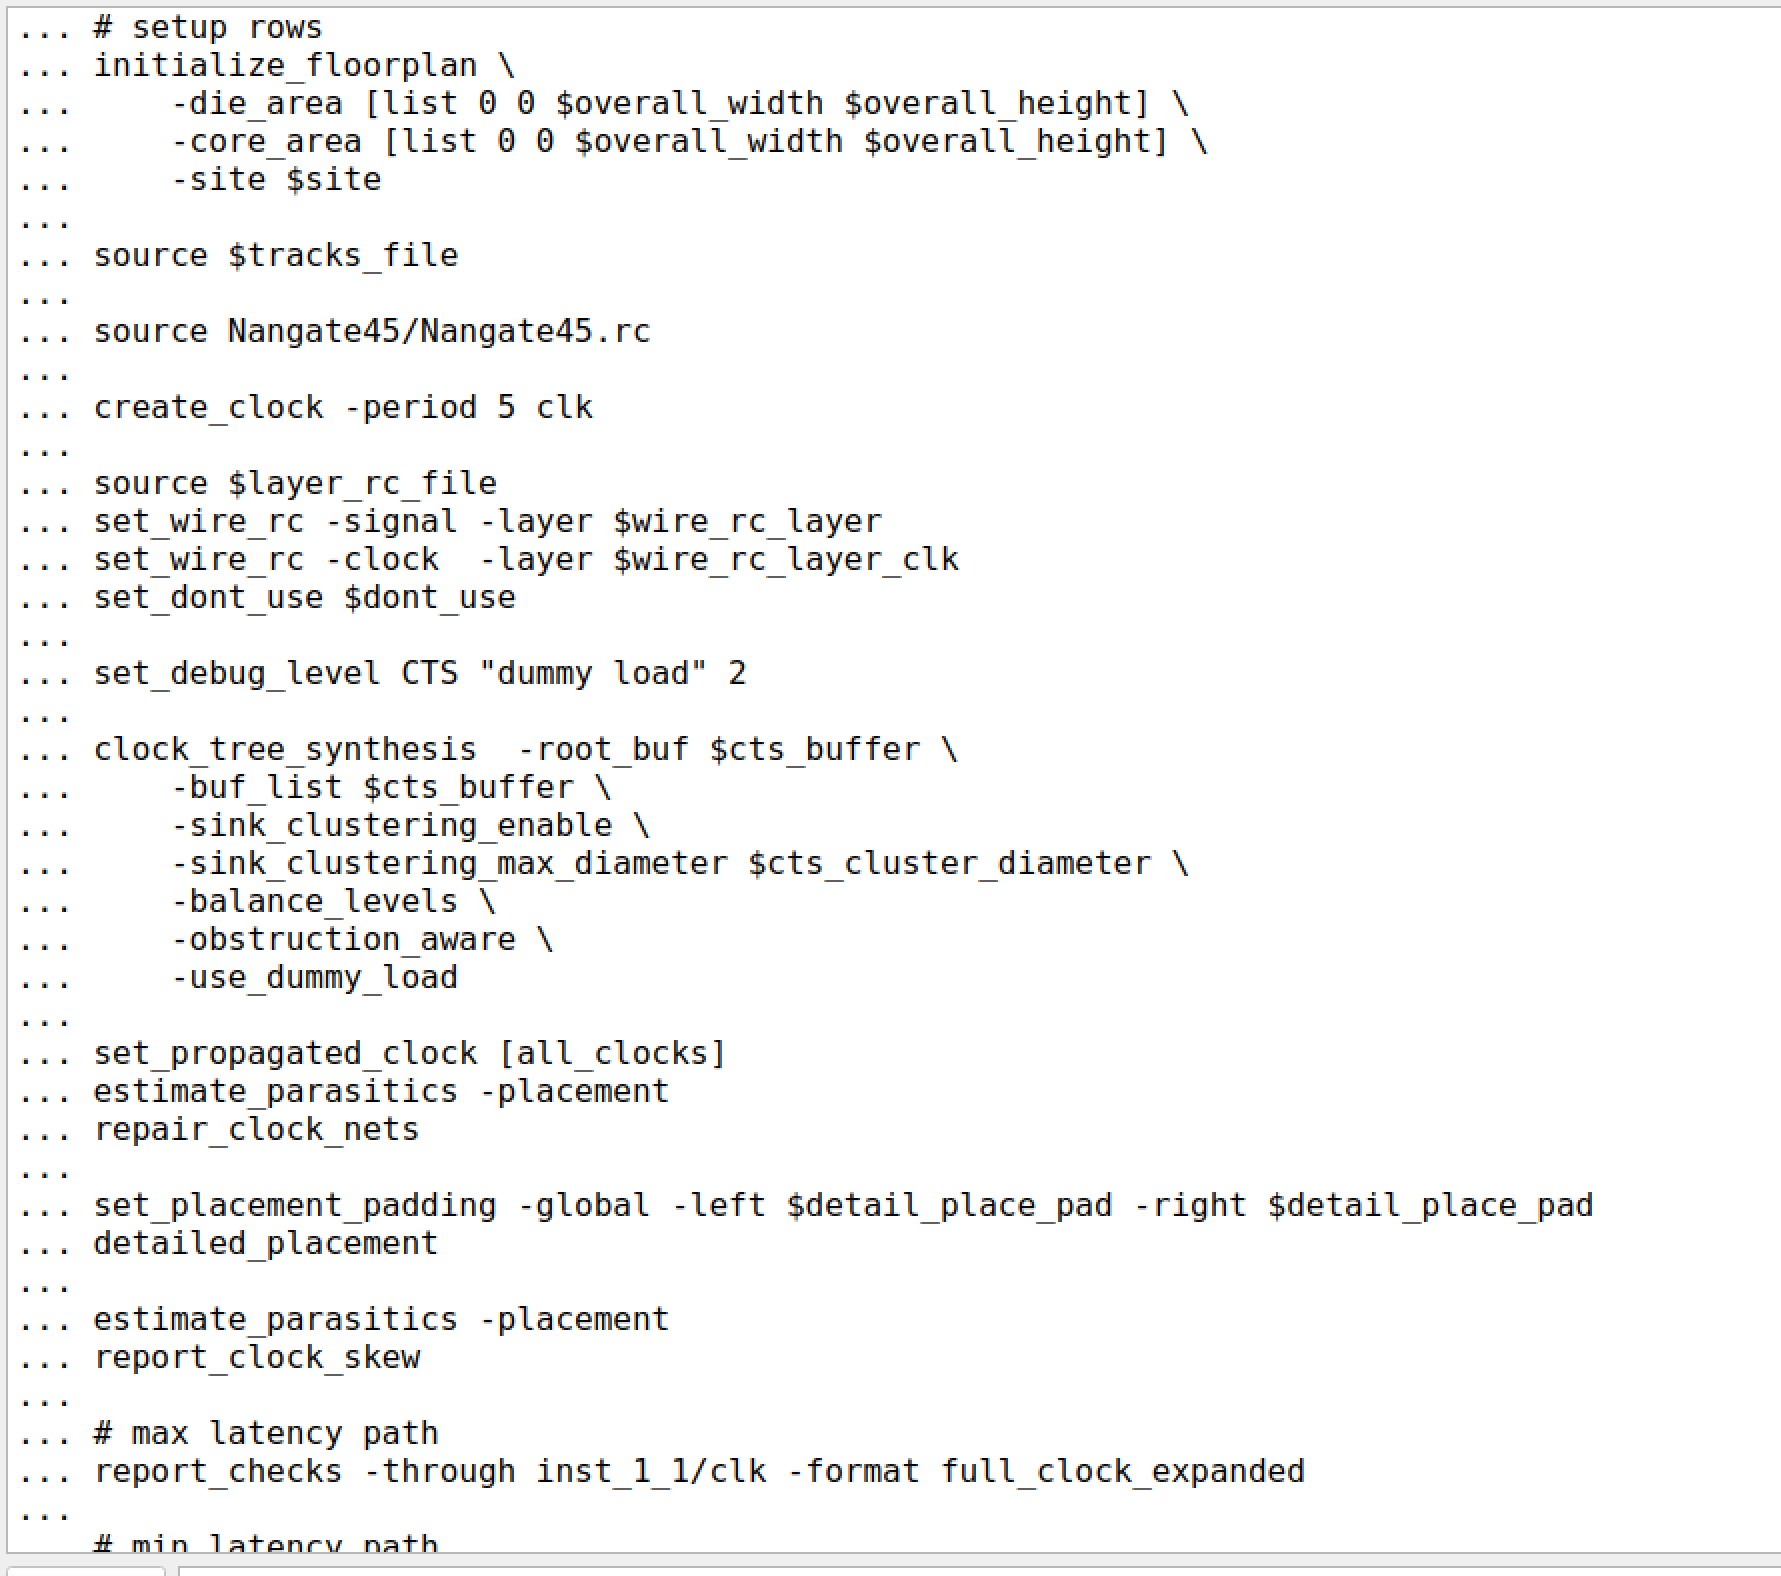 ... # setup rows
... initialize_floorplan \
...     -die_area [list 0 0 $overall_width $overall_height] \
...     -core_area [list 0 0 $overall_width $overall_height] \
...     -site $site
...
... source $tracks_file
...
... source Nangate45/Nangate45.rc
...
... create_clock -period 5 clk
...
... source $layer_rc_file
... set_wire_rc -signal -layer $wire_rc_layer
... set_wire_rc -clock  -layer $wire_rc_layer_clk
... set_dont_use $dont_use
...
... set_debug_level CTS "dummy load" 2
...
... clock_tree_synthesis  -root_buf $cts_buffer \
...     -buf_list $cts_buffer \
...     -sink_clustering_enable \
...     -sink_clustering_max_diameter $cts_cluster_diameter \
...     -balance_levels \
...     -obstruction_aware \
...     -use_dummy_load
...
... set_propagated_clock [all_clocks]
... estimate_parasitics -placement
... repair_clock_nets
...
... set_placement_padding -global -left $detail_place_pad -right $detail_place_pad
... detailed_placement
...
... estimate_parasitics -placement
... report_clock_skew
...
... # max latency path
... report_checks -through inst_1_1/clk -format full_clock_expanded
...
# min latency path